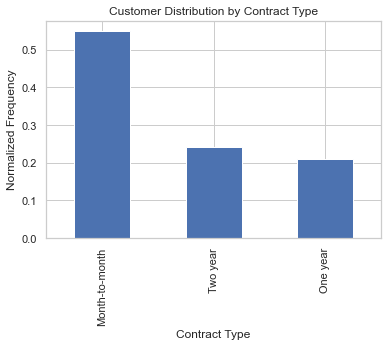 Customer Distribution by Contract Type
Normalized Frequency
0.5
0.4
0.3
0.2
0.1
0.0
Month-to-month
Two year
One year
Contract Type